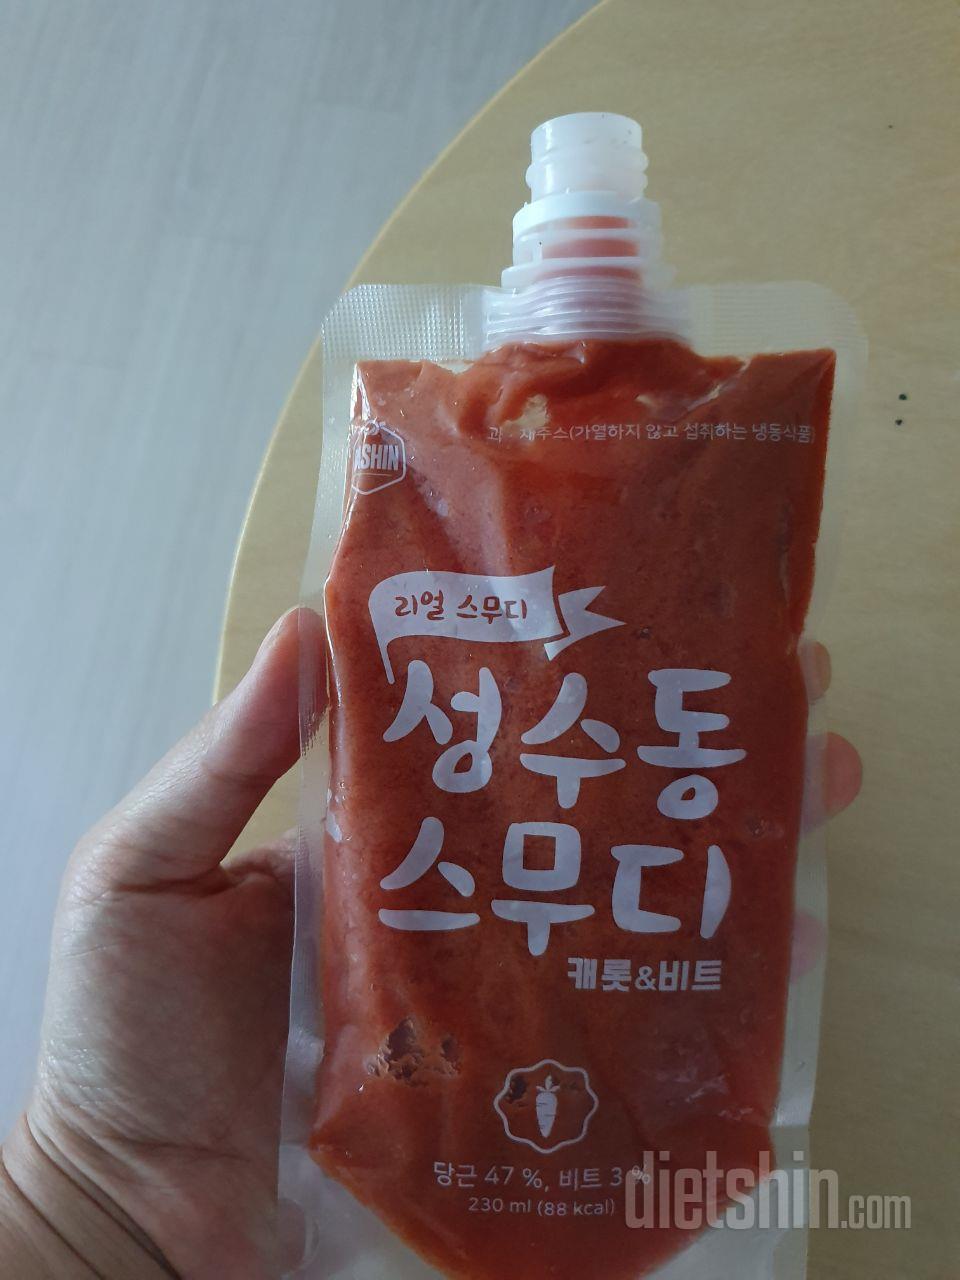 과·채주스(가열하지 않고 섭취하는 냉동식품)
리얼 스무디
성수동
스무디
캐롯&비트
당근 47 %, 비트 3 %
230 ml (88 kcal)
dietshin.com